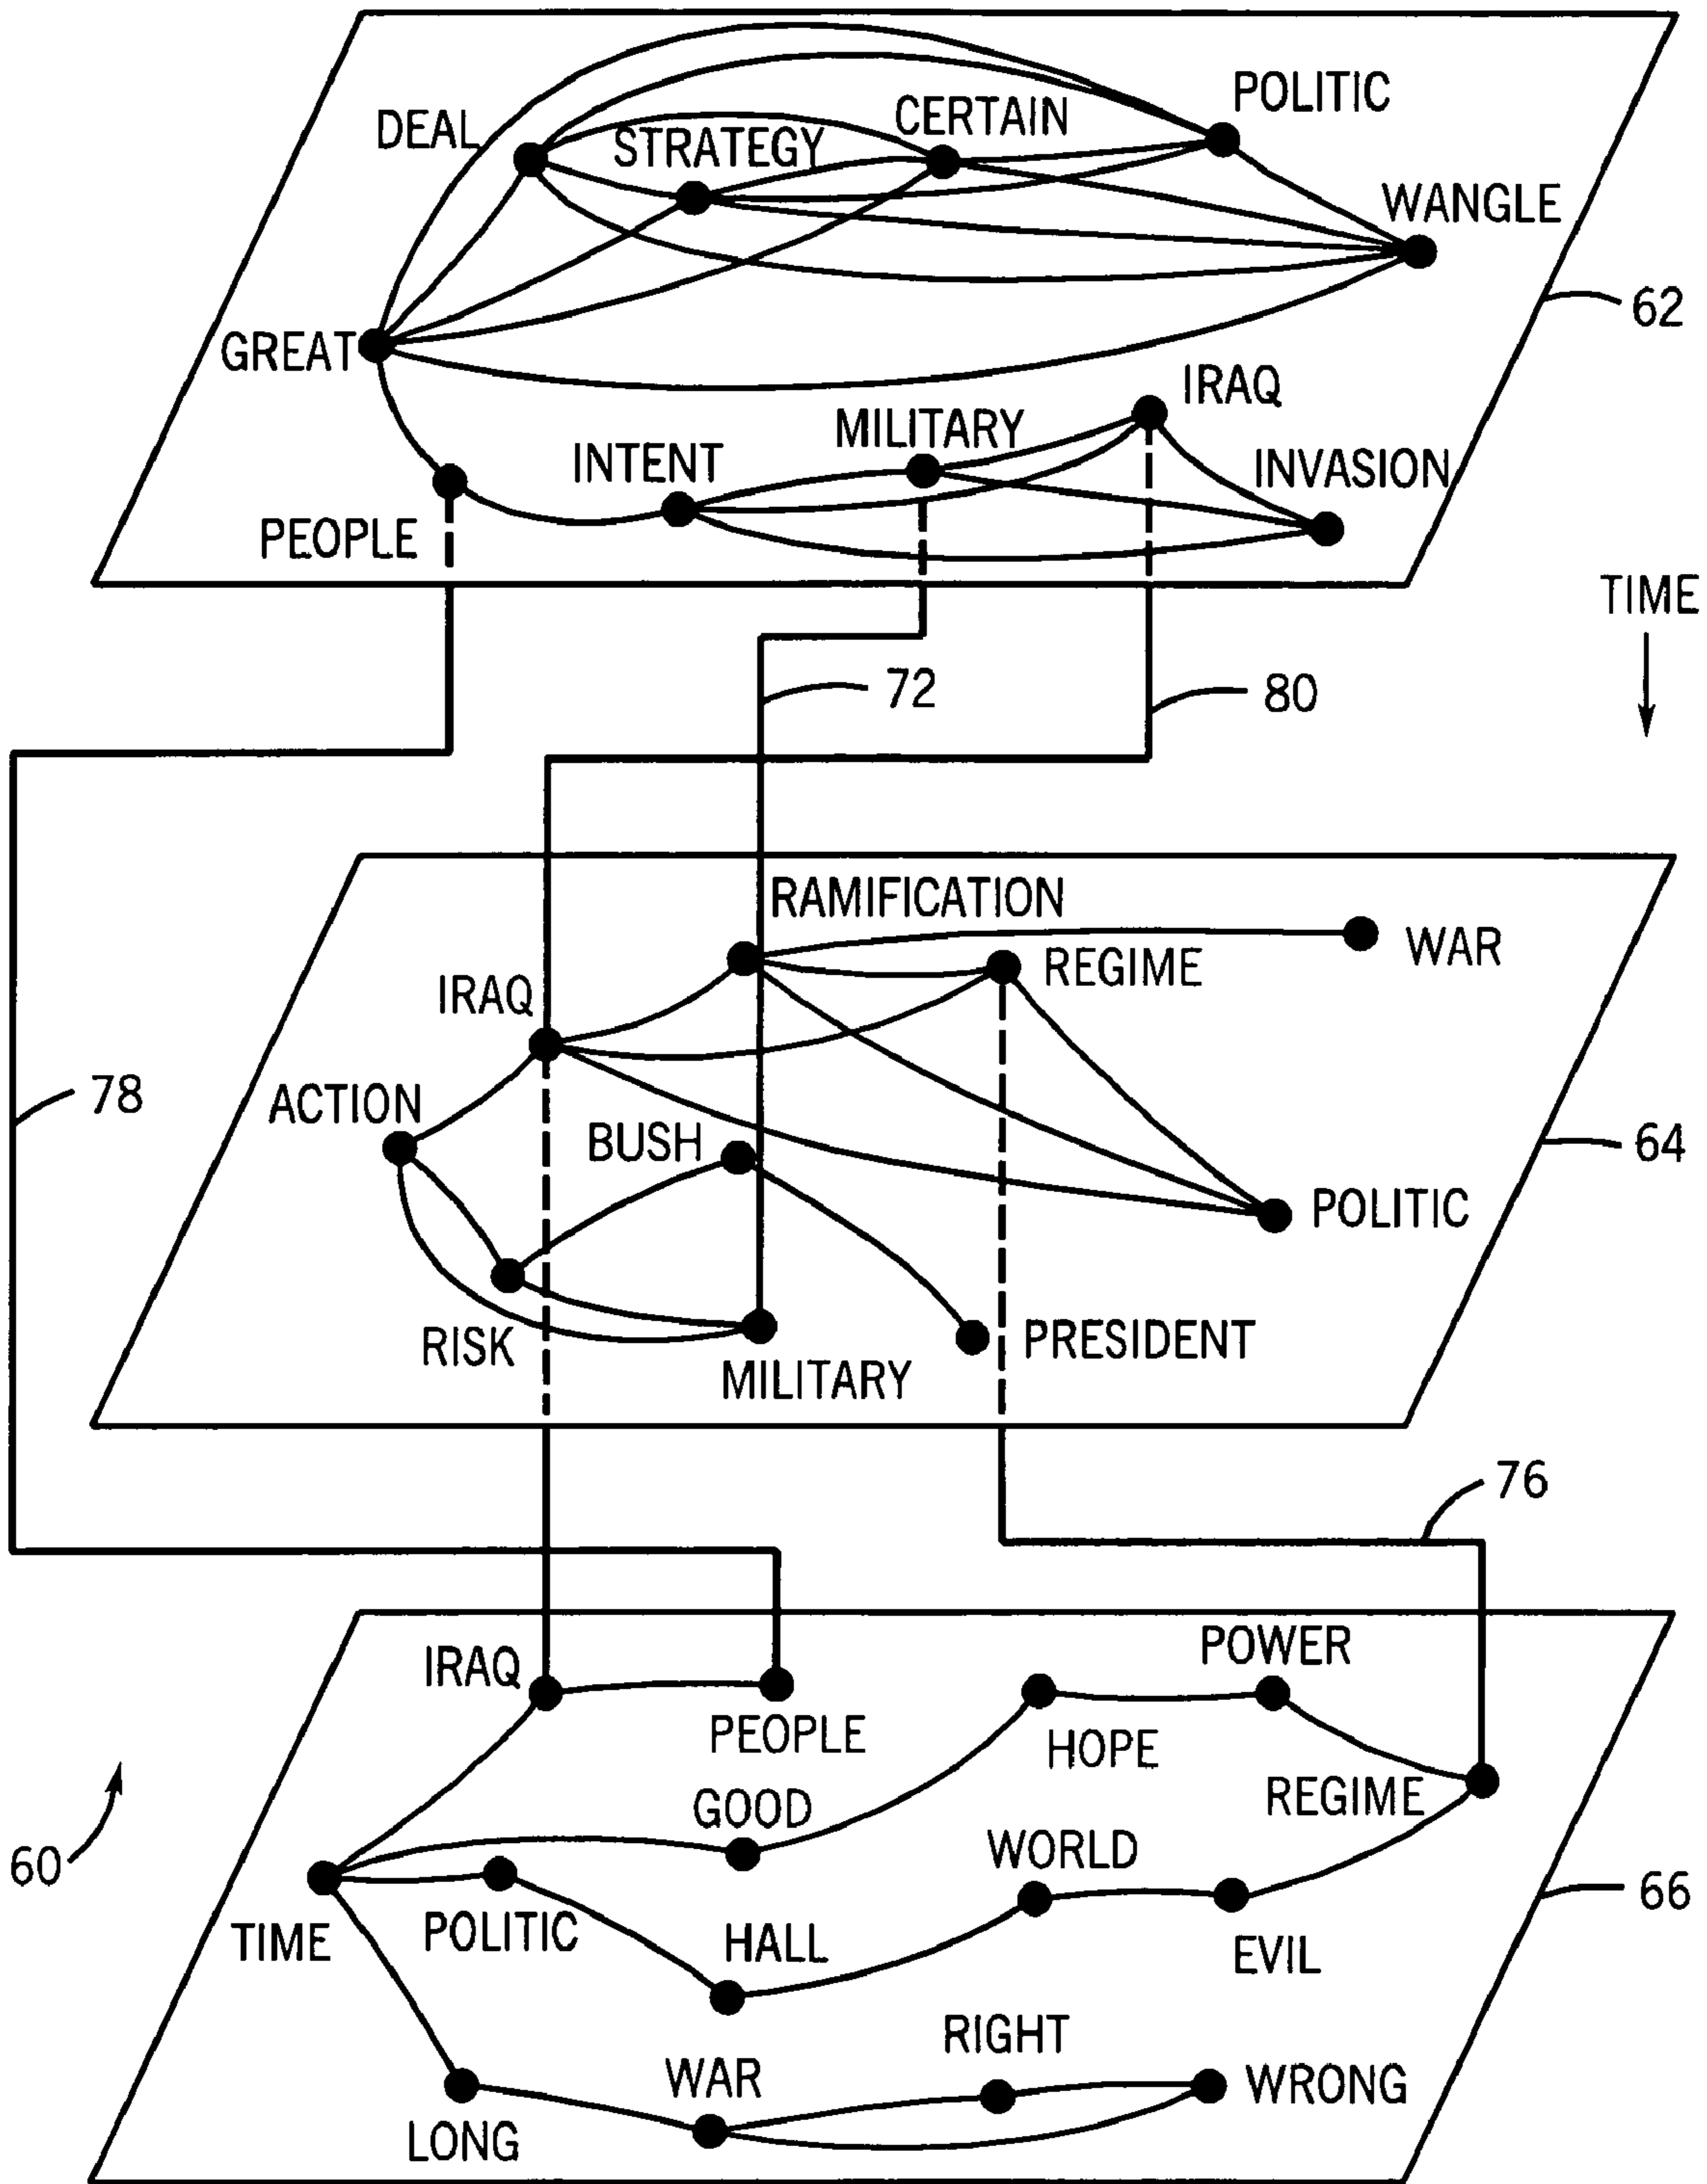 POLITIC
CERTAIN
DEAL
STRATEGY
WANGLE
62
GREAT
IRAQ
MILITARY
INTENT
INVASION
PEOPLE
TIME
72
80
RAMIFICATION
WAR
REGIME
IRAQ
78
ACTION
BUSH
64
POLITIC
RISK
PRESIDENT
MILITARY
76
POWER
IRAQ
PEOPLE
HOPE
REGIME
GOOD
WORLD
60
66
TIME
POLITIC
HALL
EVIL
RIGHT
WAR
WRONG
LONG